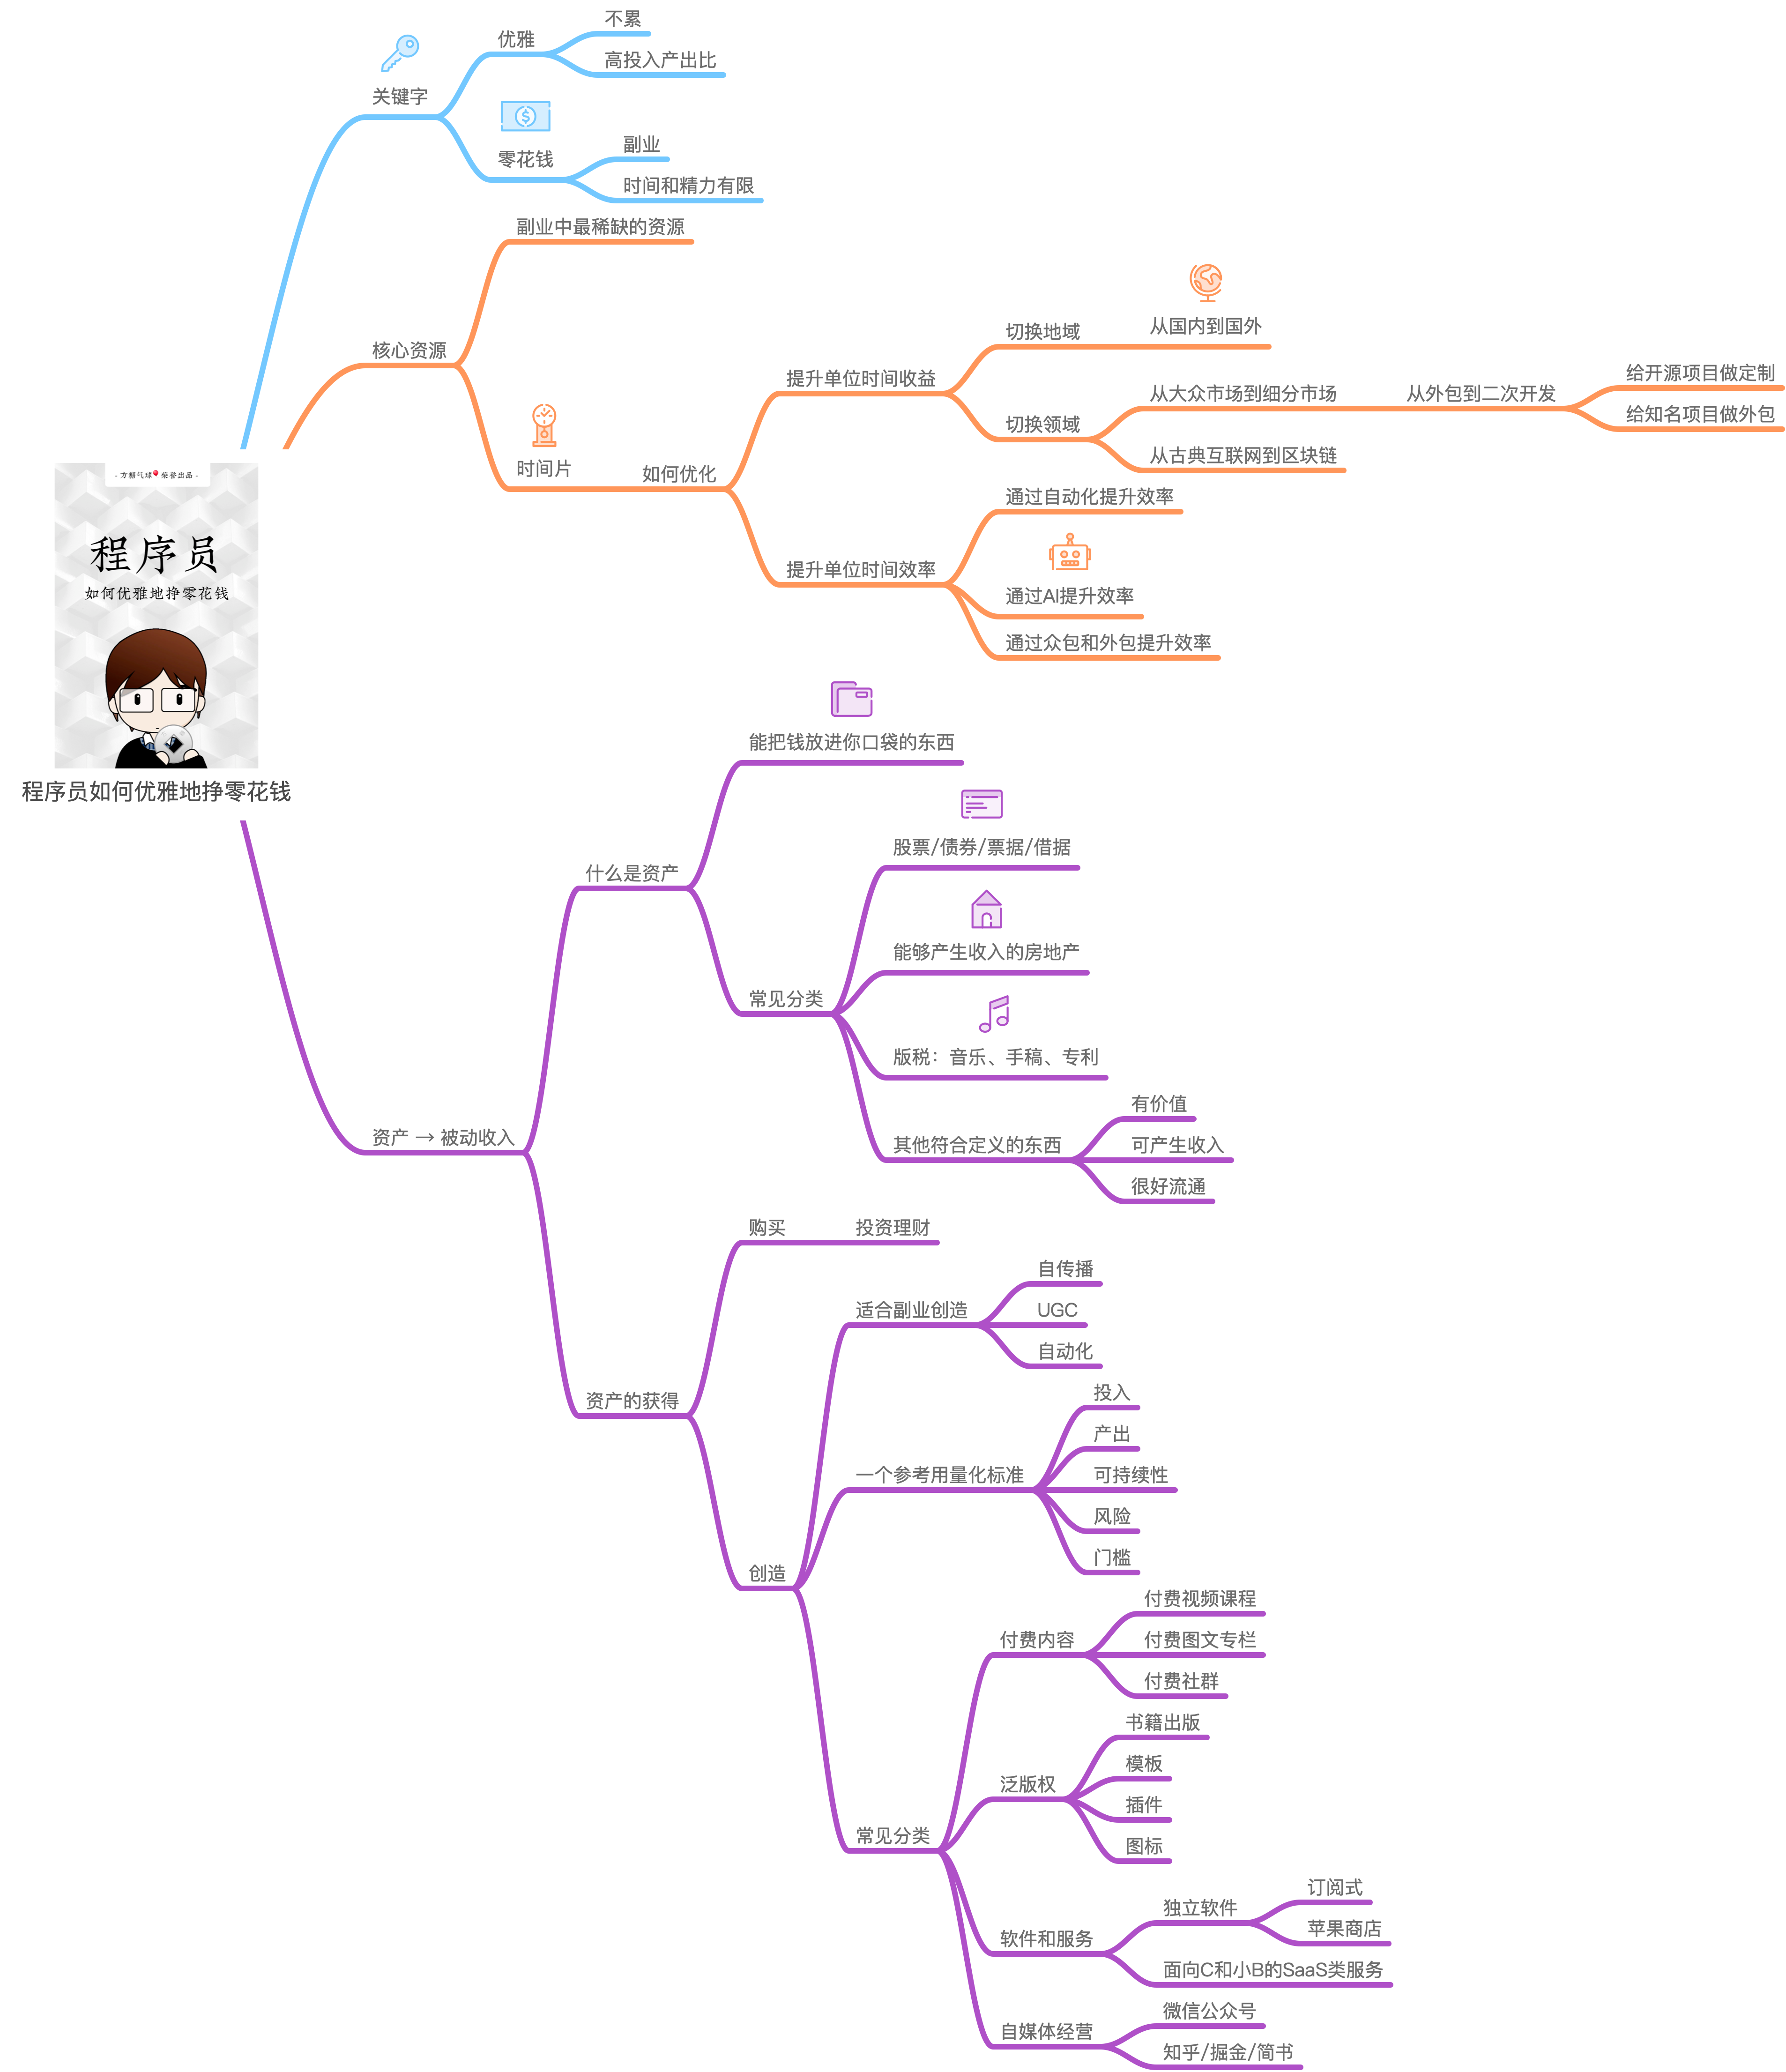 程序员如何优雅地挣零花钱
- 方糖气球 荣誉出品 -
程序员
如何优雅地挣零花钱
关键字
优雅
不累
高投入产出比
零花钱
副业
时间和精力有限
核心资源
副业中最稀缺的资源
时间片
如何优化
提升单位时间收益
切换地域
从国内到国外
切换领域
从大众市场到细分市场
从外包到二次开发
给开源项目做定制
给知名项目做外包
从古典互联网到区块链
提升单位时间效率
通过自动化提升效率
通过AI提升效率
通过众包和外包提升效率
资产 → 被动收入
什么是资产
能把钱放进你口袋的东西
常见分类
股票/债券/票据/借据
能够产生收入的房地产
版税：音乐、手稿、专利
其他符合定义的东西
有价值
可产生收入
很好流通
资产的获得
购买
投资理财
创造
适合副业创造
自传播
UGC
自动化
一个参考用量化标准
投入
产出
可持续性
风险
门槛
常见分类
付费内容
付费视频课程
付费图文专栏
付费社群
泛版权
书籍出版
模板
插件
图标
软件和服务
独立软件
订阅式
苹果商店
面向C和小B的SaaS类服务
自媒体经营
微信公众号
知乎/掘金/简书